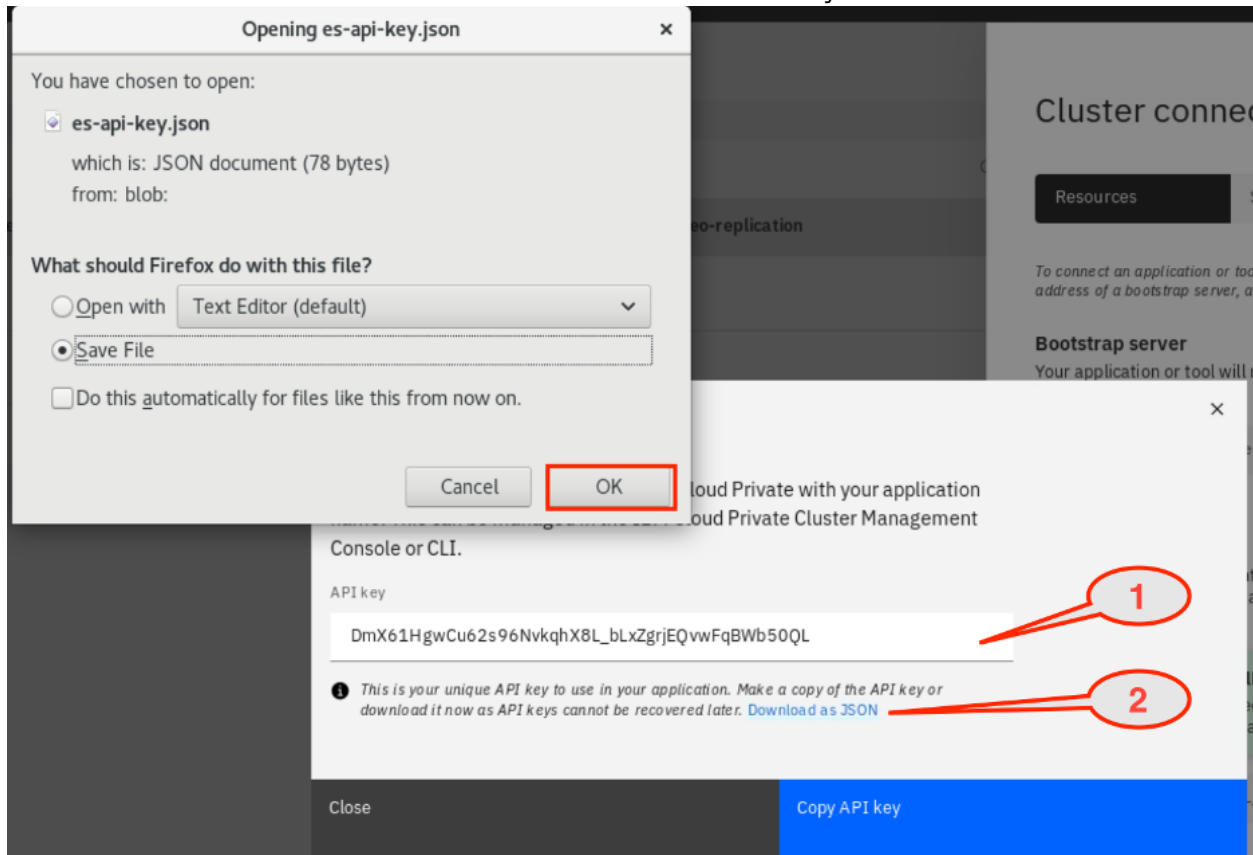 Opening es-api-key.json
You have chosen to open:
es-api-key.json
which is: JSON document (78 bytes)
from: blob:
What should Firefox do with this file?
Open with Text Editor (default)
Save File
Do this automatically for files like this from now on.
Cancel OK
eo-replication
Cluster connec
Resources
To connect an application or too
address of a bootstrap server, a
Bootstrap server
Your application or tool will
loud Private with your application
oud Private Cluster Management
Console or CLI.
API key
DmX61HgwCu62s96NvkqhX8L_bLxZgrjEQvwFqBWb50QL
1
This is your unique API key to use in your application. Make a copy of the API key or
download it now as API keys cannot be recovered later. Download as JSON
2
Close Copy API key